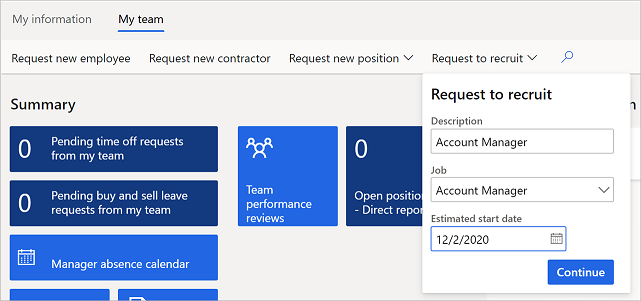 My information
My team
Request new employee
Request new contractor
Request new position
Request to recruit
Summary
0
Pending time off requests
from my team
0
Pending buy and sell leave
requests from my team
Manager absence calendar
Team
performance
reviews
0
Open position
- Direct repor
Request to recruit
Description
Account Manager
Job
Account Manager
Estimated start date
12/2/2020
Continue